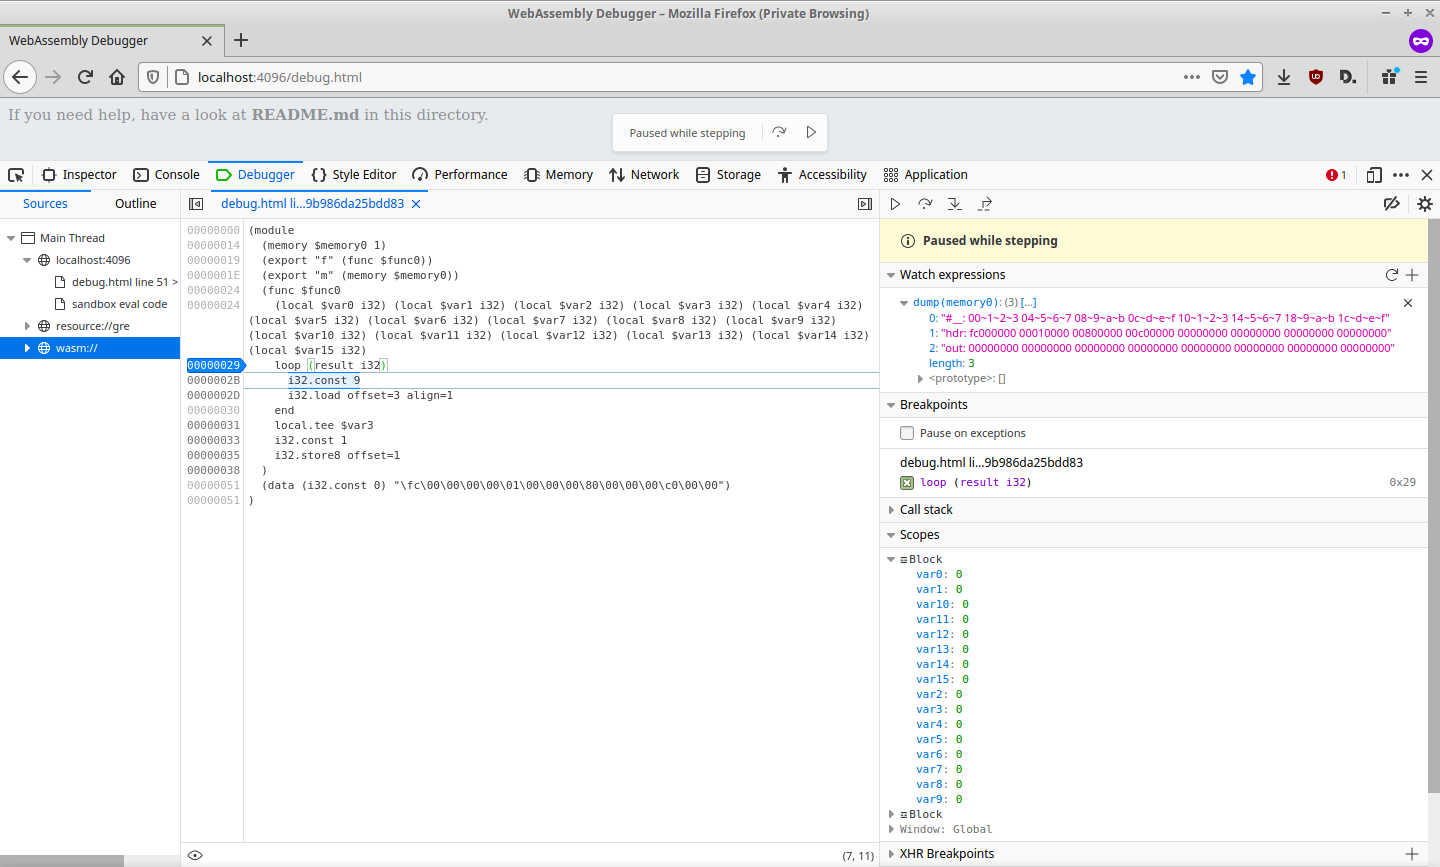 WebAssembly Debugger – Mozilla Firefox (Private Browsing)
WebAssembly Debugger
localhost:4096/debug.html
If you need help, have a look at README.md in this directory.
Paused while stepping
Inspector
Console
Debugger
Style Editor
Performance
Memory
Network
Storage
Accessibility
Application
1
Sources
Outline
debug.html li…9b986da25bdd83
Main Thread
localhost:4096
debug.html line 51 >
sandbox eval code
resource://gre
wasm://
00000000 (module
00000014 (memory $memory0 1)
00000019 (export "f" (func $func0))
0000001E (export "m" (memory $memory0))
00000024 (func $func0
00000024 (local $var0 i32) (local $var1 i32) (local $var2 i32) (local $var3 i32) (local $var4 i32)
(local $var5 i32) (local $var6 i32) (local $var7 i32) (local $var8 i32) (local $var9 i32)
(local $var10 i32) (local $var11 i32) (local $var12 i32) (local $var13 i32) (local $var14 i32)
(local $var15 i32)
00000029 loop (result i32)
0000002B i32.const 9
0000002D i32.load offset=3 align=1
00000030 end
00000031 local.tee $var3
00000033 i32.const 1
00000035 i32.store8 offset=1
00000038 )
00000051 (data (i32.const 0) "\fc\00\00\00\00\01\00\00\00\80\00\00\00\c0\00\00")
00000051 )
(7, 11)
Paused while stepping
Watch expressions
dump(memory0): (3) […]
0: "#__: 00~1~2~3 04~5~6~7 08~9~a~b 0c~d~e~f 10~1~2~3 14~5~6~7 18~9~a~b 1c~d~e~f"
1: "hdr: fc000000 00010000 00800000 00c00000 00000000 00000000 00000000 00000000"
2: "out: 00000000 00000000 00000000 00000000 00000000 00000000 00000000 00000000"
length: 3
<prototype>: []
Breakpoints
Pause on exceptions
debug.html li…9b986da25bdd83
loop (result i32) 0x29
Call stack
Scopes
Block
var0: 0
var1: 0
var10: 0
var11: 0
var12: 0
var13: 0
var14: 0
var15: 0
var2: 0
var3: 0
var4: 0
var5: 0
var6: 0
var7: 0
var8: 0
var9: 0
Block
Window: Global
XHR Breakpoints